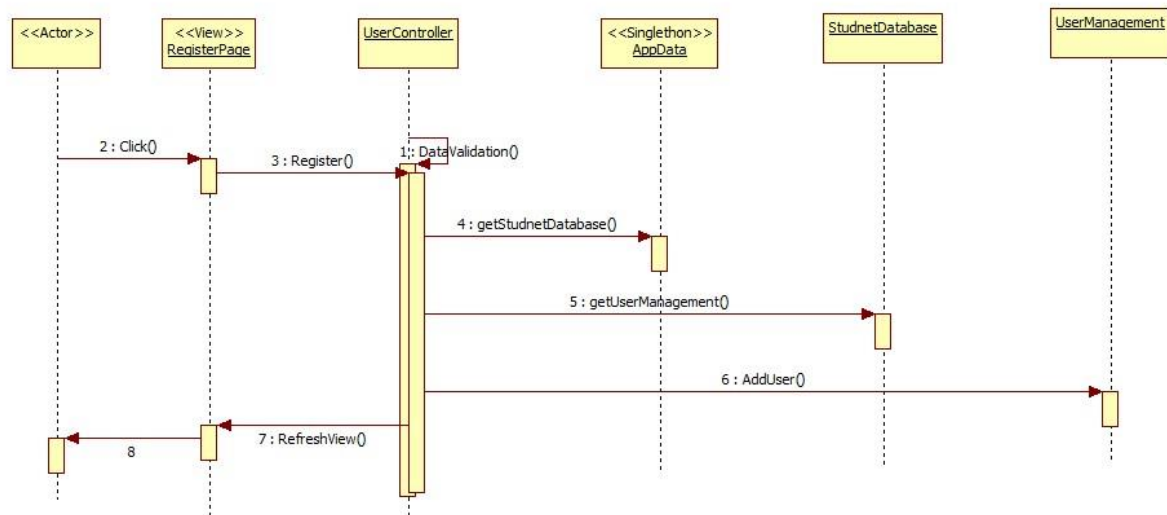 <<Actor>>
<<View>>
RegisterPage
UserController
<<Singlethon>>
AppData
StudnetDatabase
UserManagement
2 : Click()
3 : Register()
1 : DataValidation()
4 : getStudnetDatabase()
5 : getUserManagement()
6 : AddUser()
7 : RefreshView()
8